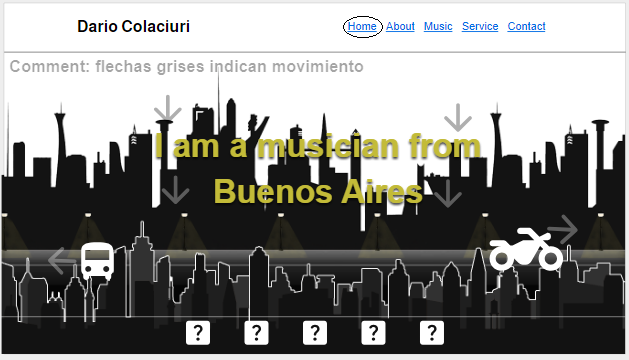 Dario Colaciuri
Home About Music Service Contact
Comment: flechas grises indican movimiento
I am a musician from
Buenos Aires
? ? ? ? ?